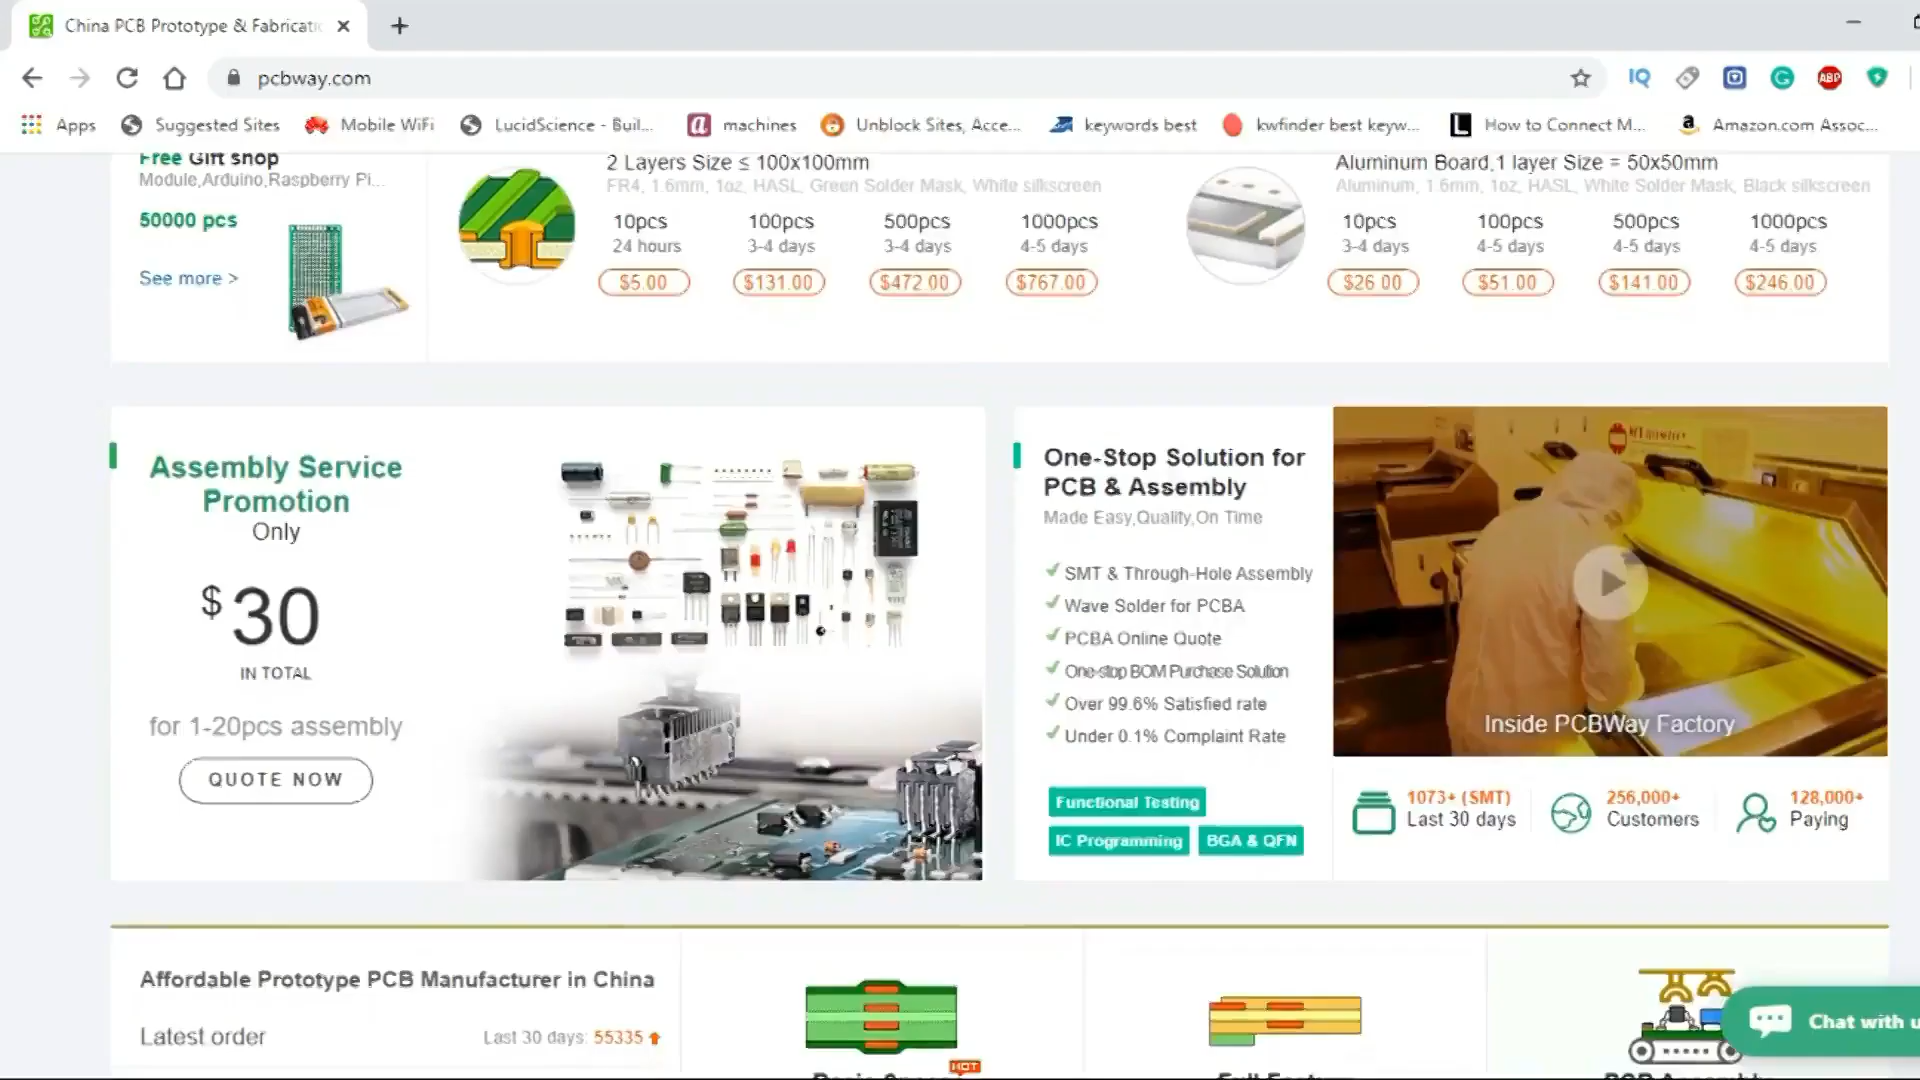 China PCB Prototype & Fabricati
pcbway.com
IQ
ABP
Apps
Suggested Sites
Mobile WiFi
LucidScience - Buil...
machines
Unblock Sites, Acce...
keywords best
kwfinder best keyw...
How to Connect M...
Amazon.com Assoc...
Free Gift shop
Module,Arduino,Raspberry Pi...
50000 pcs
See more >
2 Layers Size ≤ 100x100mm
FR4, 1.6mm, 1oz, HASL, Green Solder Mask, White silkscreen
10pcs 100pcs 500pcs 1000pcs
24 hours 3-4 days 3-4 days 4-5 days
$5.00 $131.00 $472.00 $767.00
Aluminum Board,1 layer Size = 50x50mm
Aluminum, 1.6mm, 1oz, HASL, White Solder Mask, Black silkscreen
10pcs 100pcs 500pcs 1000pcs
3-4 days 4-5 days 4-5 days 4-5 days
$26.00 $51.00 $141.00 $246.00
Assembly Service
Promotion
Only
$30
IN TOTAL
for 1-20pcs assembly
QUOTE NOW
One-Stop Solution for
PCB & Assembly
Made Easy,Quality,On Time
SMT & Through-Hole Assembly
Wave Solder for PCBA
PCBA Online Quote
One-stop BOM Purchase Solution
Over 99.6% Satisfied rate
Under 0.1% Complaint Rate
Functional Testing
IC Programming
BGA & QFN
Inside PCBWay Factory
1073+ (SMT)
Last 30 days
256,000+
Customers
128,000+
Paying
Affordable Prototype PCB Manufacturer in China
Latest order
Last 30 days: 55335
HOT
Chat with u